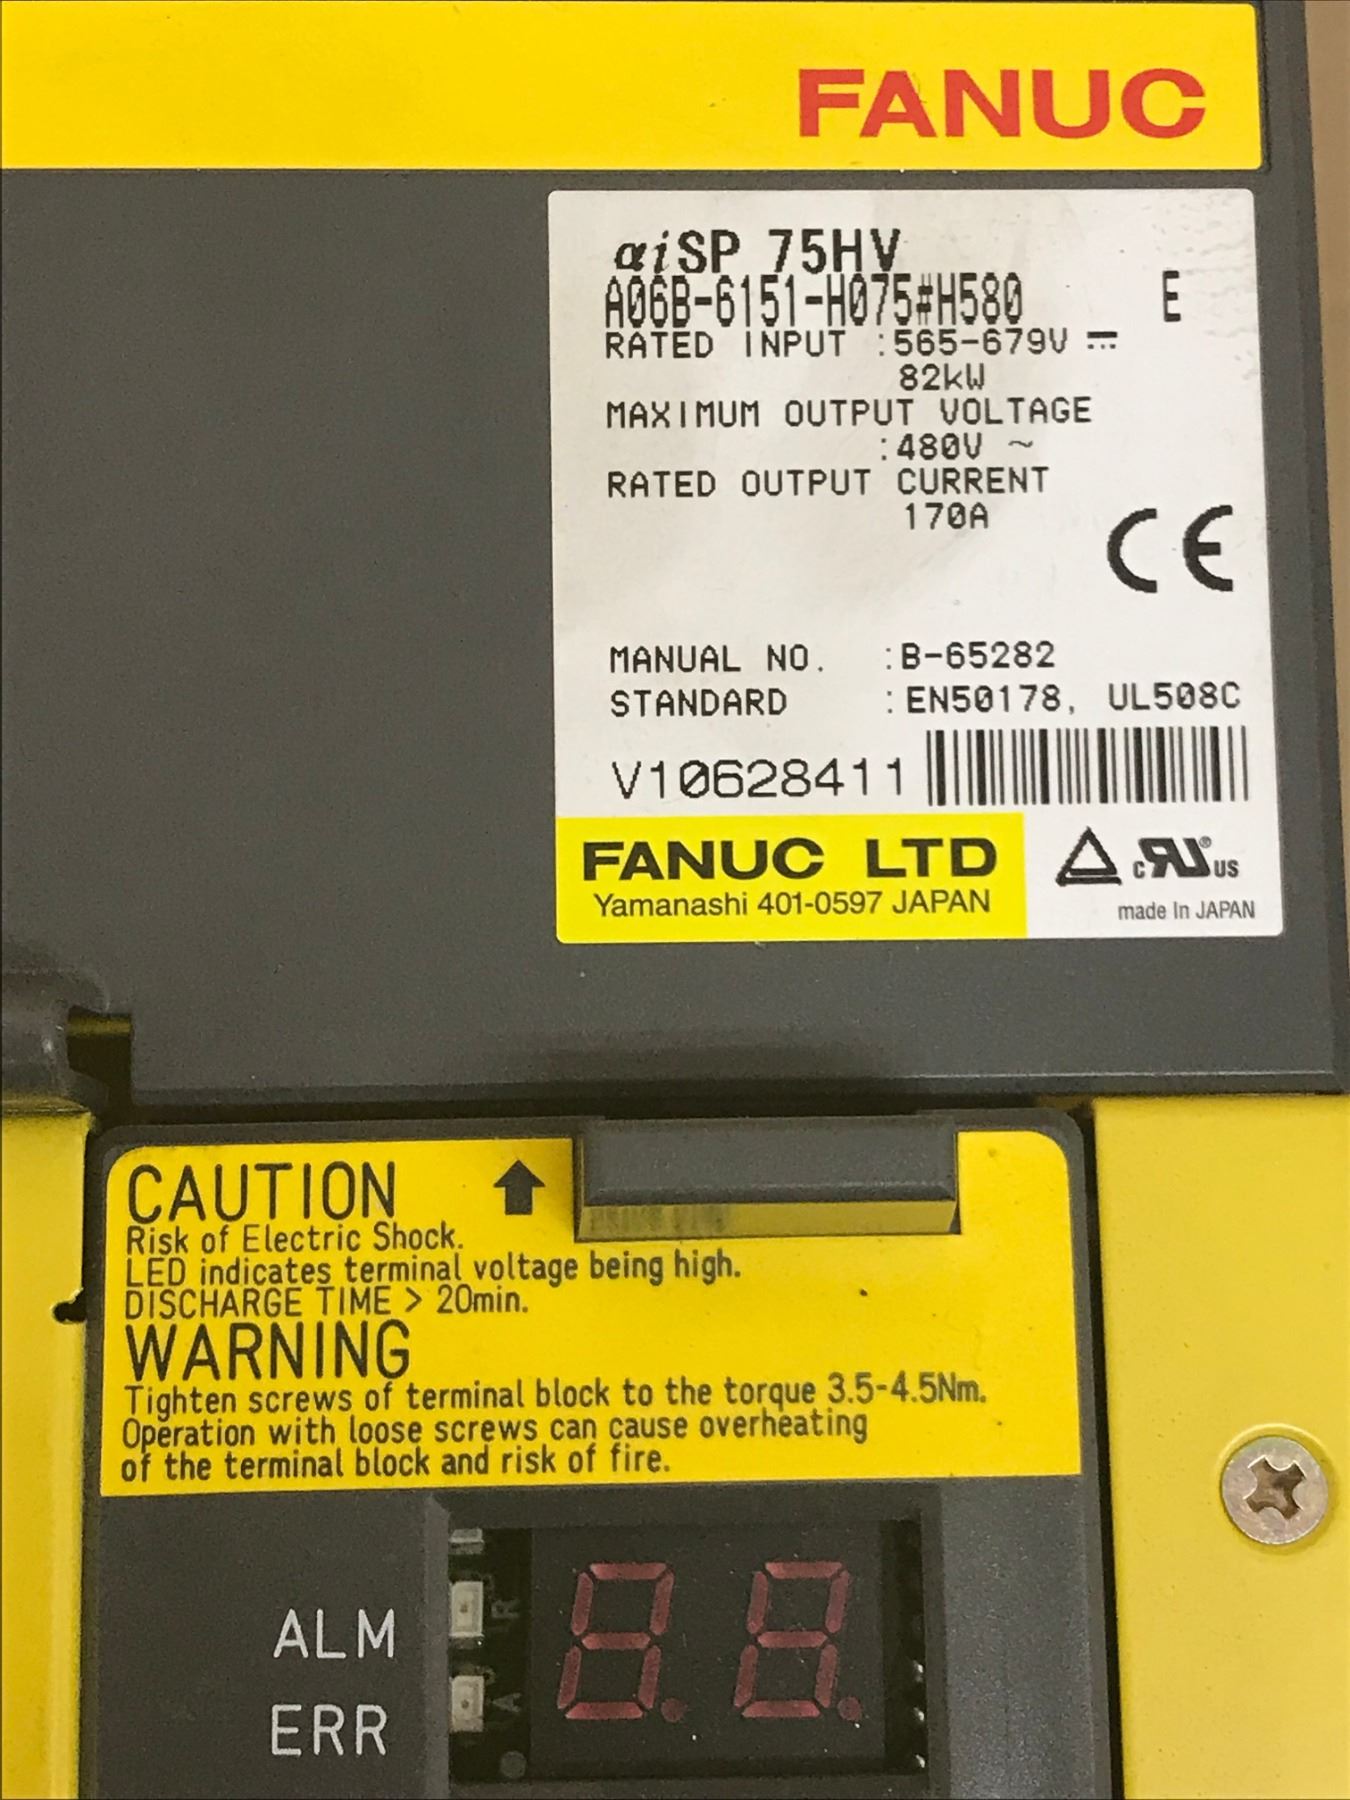 FANUC
αiSP 75HV
A06B-6151-H075#H580 E
RATED INPUT :565-679V ⎓
82kW
MAXIMUM OUTPUT VOLTAGE
:480V ~
RATED OUTPUT CURRENT
170A
CE
MANUAL NO. :B-65282
STANDARD :EN50178, UL508C
V10628411
FANUC LTD
Yamanashi 401-0597 JAPAN
c RU ® US
made In JAPAN
CAUTION
Risk of Electric Shock.
LED indicates terminal voltage being high.
DISCHARGE TIME > 20min.
WARNING
Tighten screws of terminal block to the torque 3.5-4.5Nm.
Operation with loose screws can cause overheating
of the terminal block and risk of fire.
ALM
ERR
8.8.
R
A